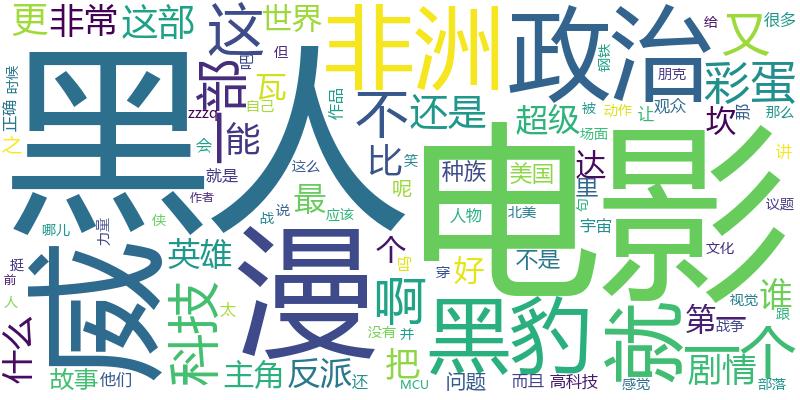 更 非常 这部 这 世界 非洲 政治 又 给 很多
但 吧 钢铁 朋克
正确 时候 一部 瓦 作品 不 还是 超级 彩蛋
黑人 zzzq 自己 被 动作 观众 那 那么
之 会 能 让 坎
电影 比 笑 种族 美国 达 场面 讲
就是 这么 作者 最 呢 里
威 漫 哪儿 力量 侠 战 说 应该 人物 北美 句 宇宙 议题
挺 前 人 英雄 个 吗 穿 好 不是 文化
什么 科技 太 啊 黑豹 就 第一 谁 视觉 战争 跟
没有 并 一个
故事 他们 主角 反派 还 把 MCU 问题 而且 高科技 感觉 剧情 部落